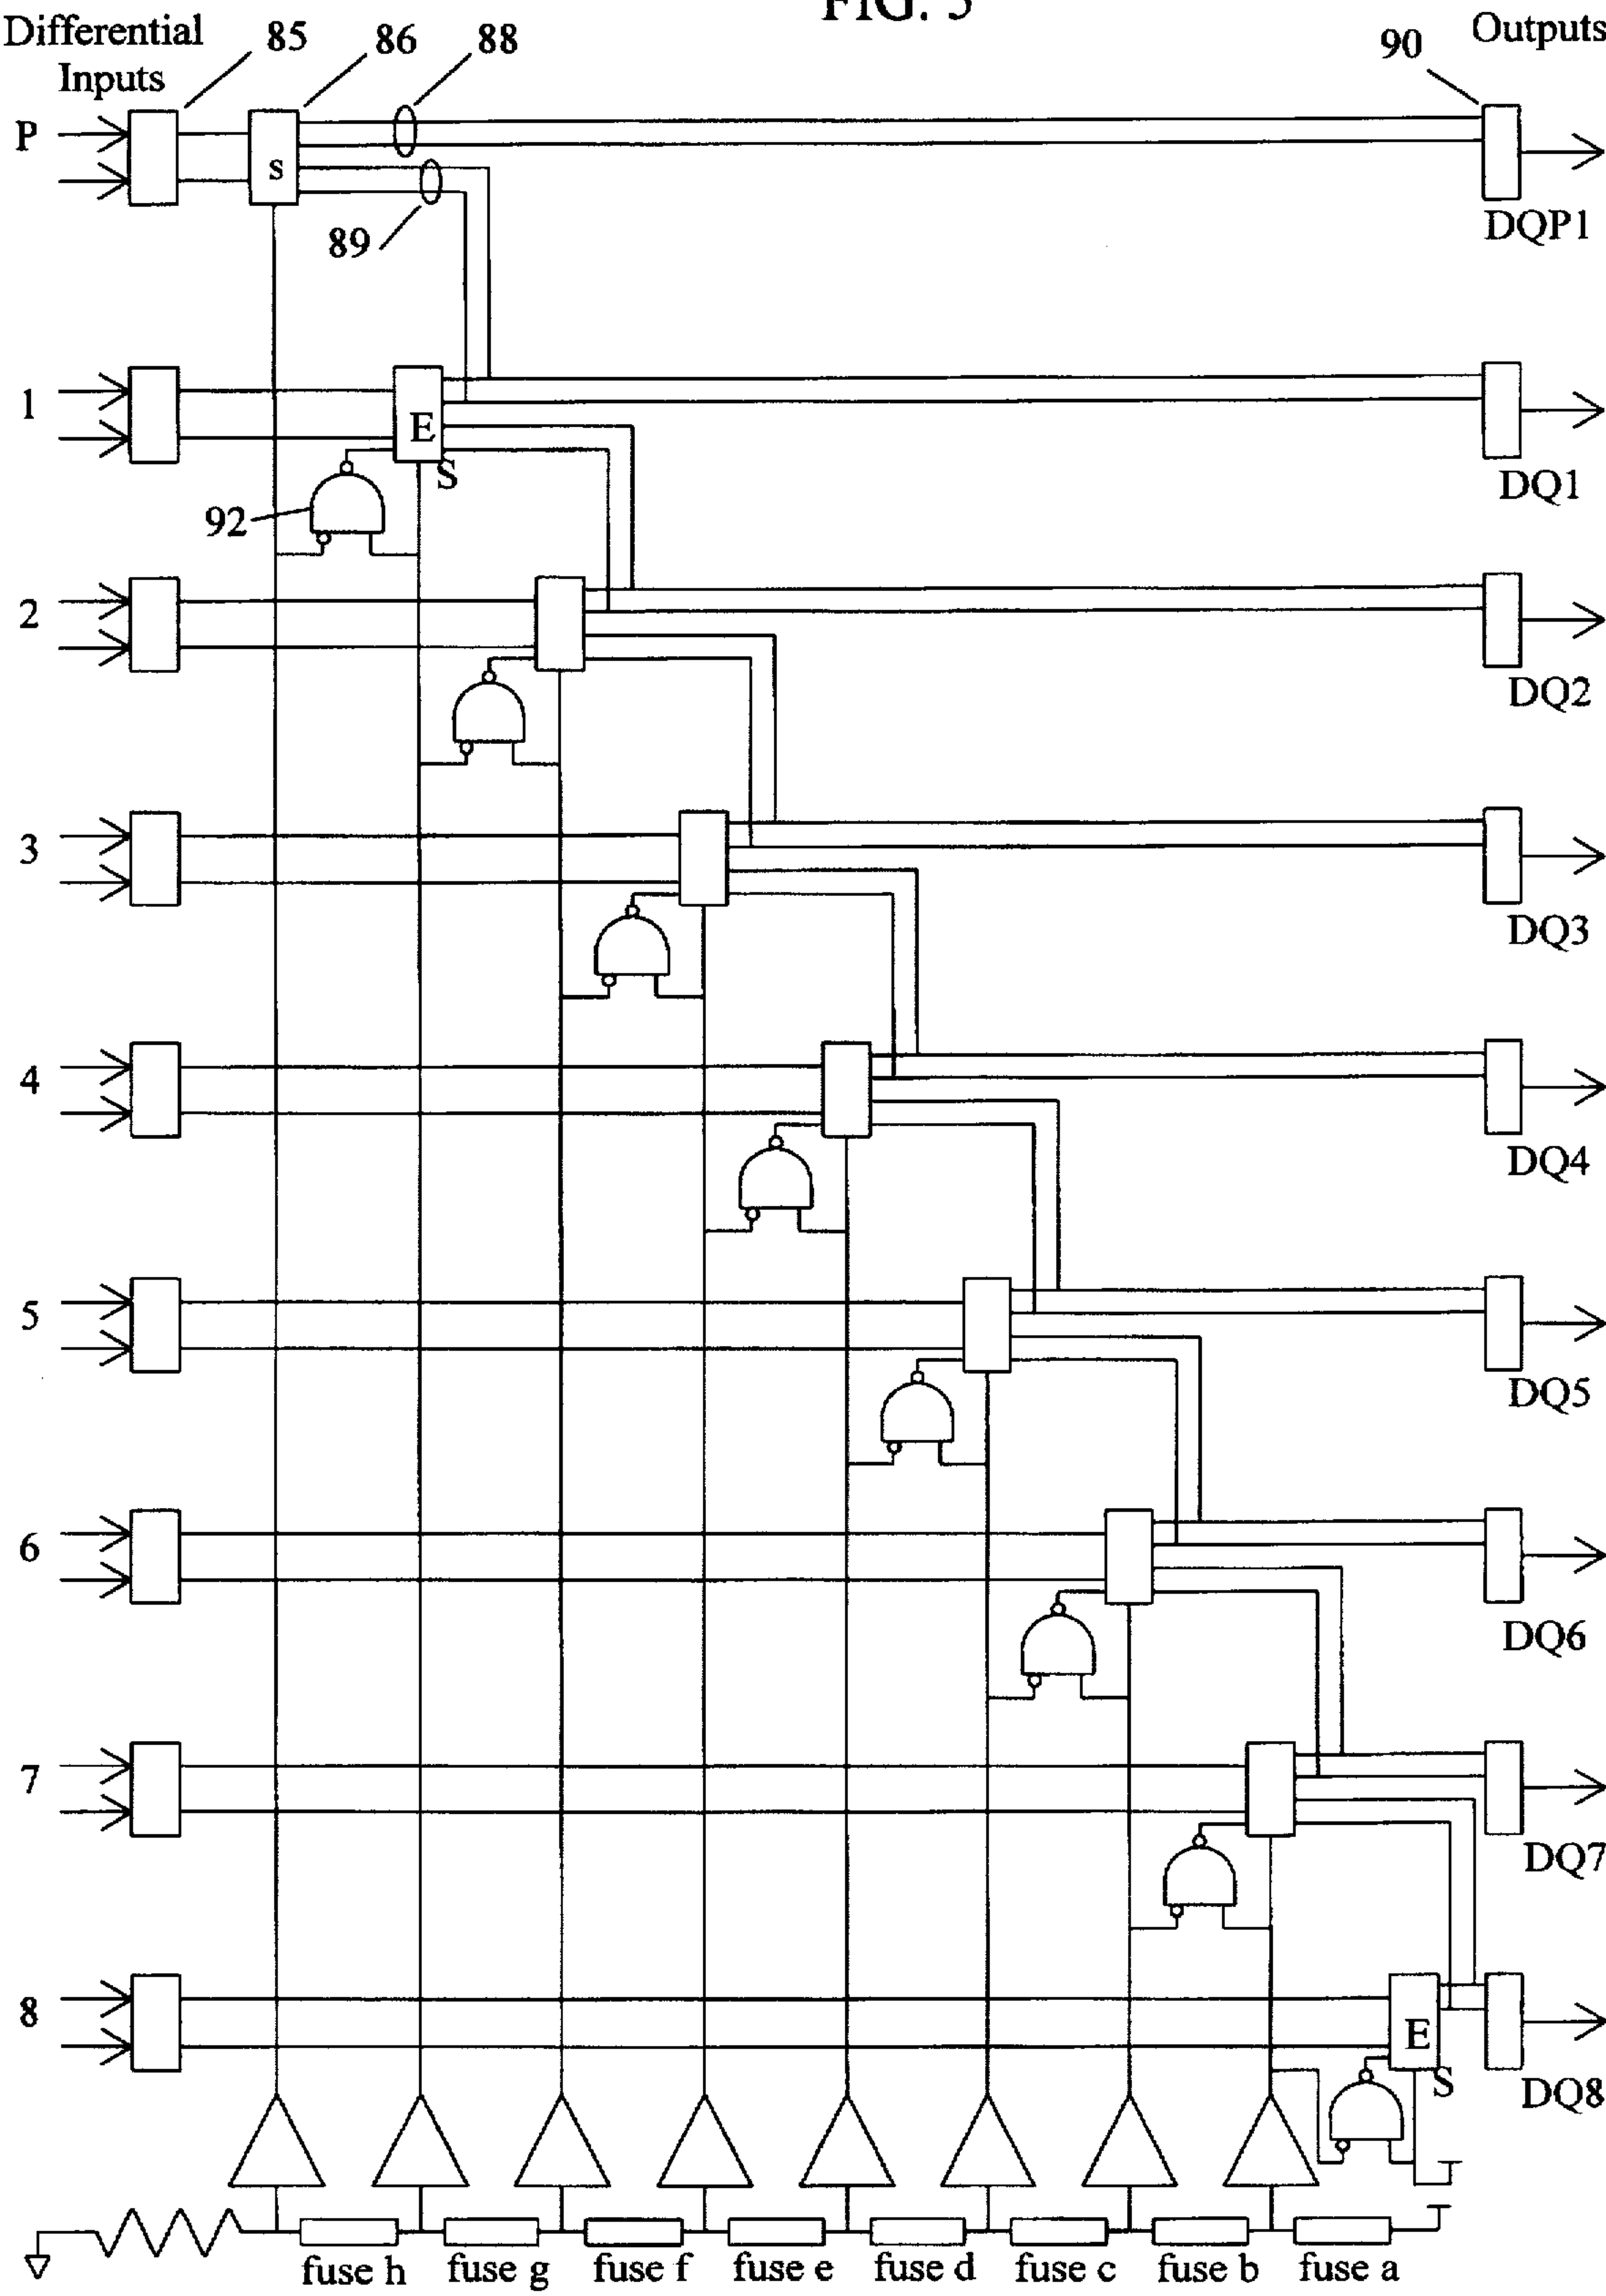 FIG. 5
Differential
Inputs
85
86
88
90
Outputs
P
s
89
DQP1
1
E
S
92
DQ1
2
DQ2
3
DQ3
4
DQ4
5
DQ5
6
DQ6
7
DQ7
8
E
S
DQ8
fuse h fuse g fuse f fuse e fuse d fuse c fuse b fuse a